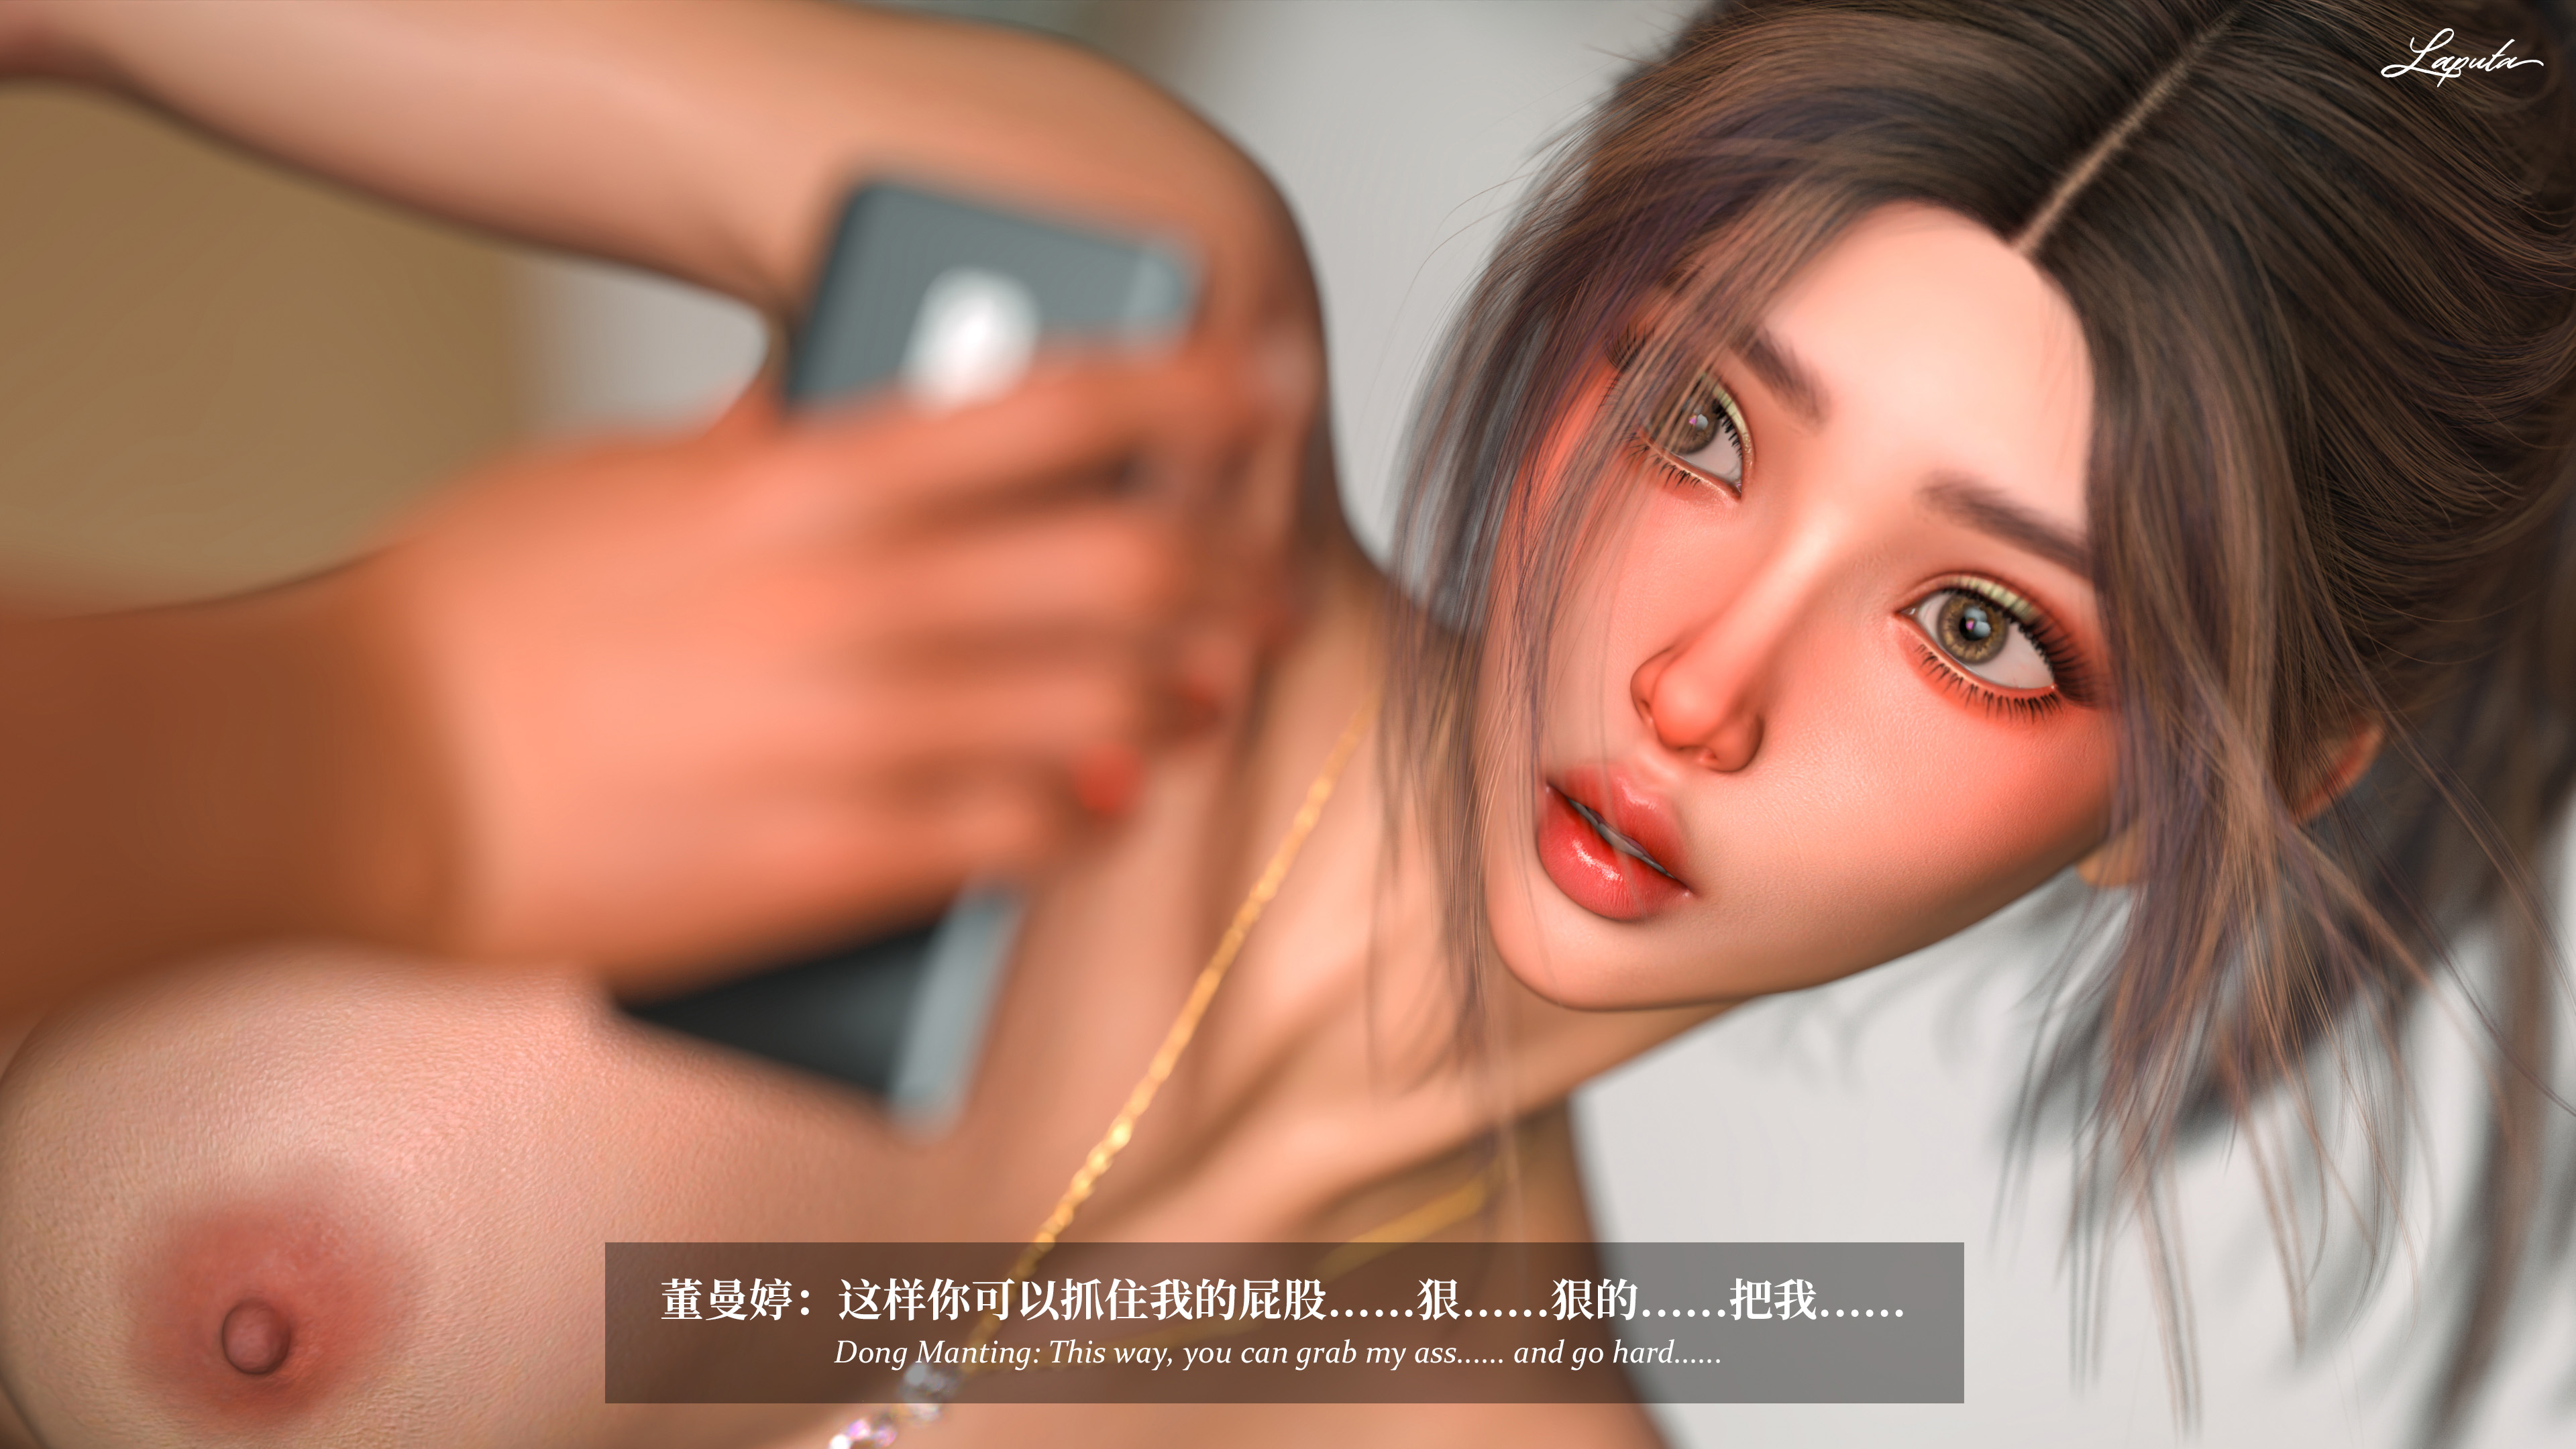 Laputa
董曼婷：这样你可以抓住我的屁股……狠……狠的……把我……
Dong Manting: This way, you can grab my ass...... and go hard......